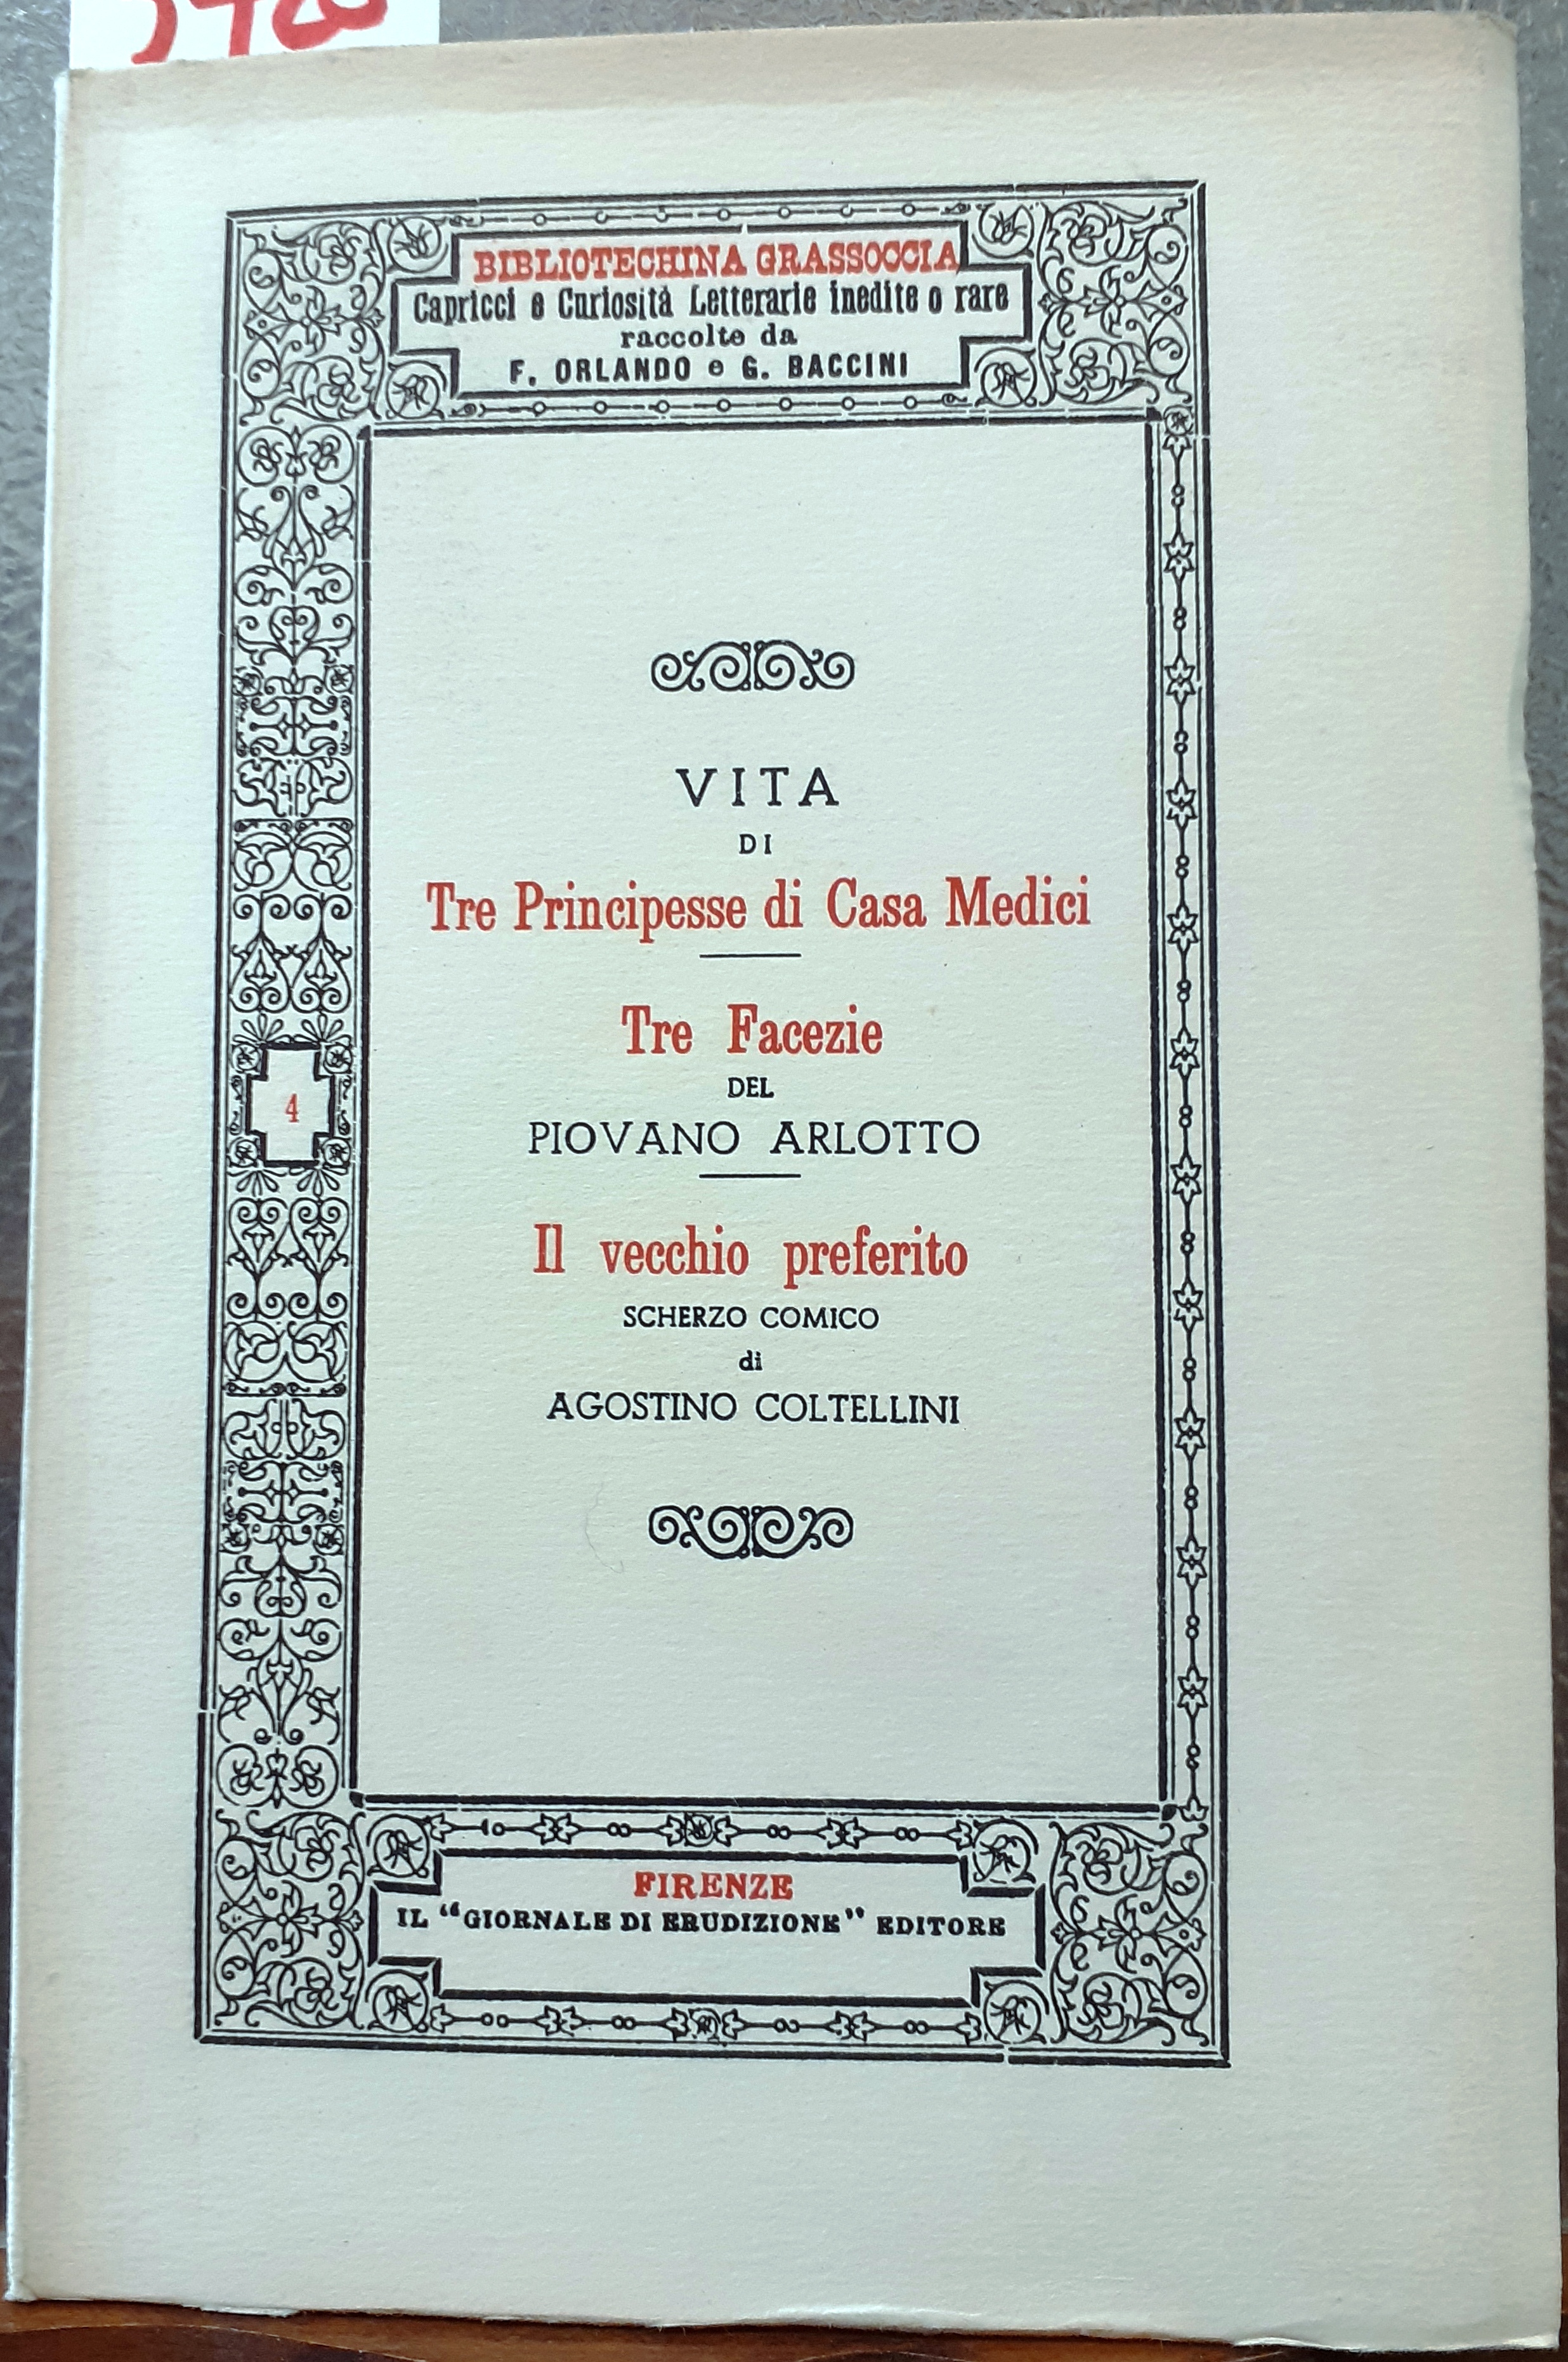 BIBLIOTECHINA GRASSOCCIA
Capricci e Curiosità Letterarie inedite o rare
raccolte da
F. ORLANDO e G. BACCINI
VITA
DI
Tre Principesse di Casa Medici
Tre Facezie
DEL
PIOVANO ARLOTTO
4
Il vecchio preferito
SCHERZO COMICO
di
AGOSTINO COLTELLINI
FIRENZE
IL "GIORNALE DI ERUDIZIONE" EDITORE